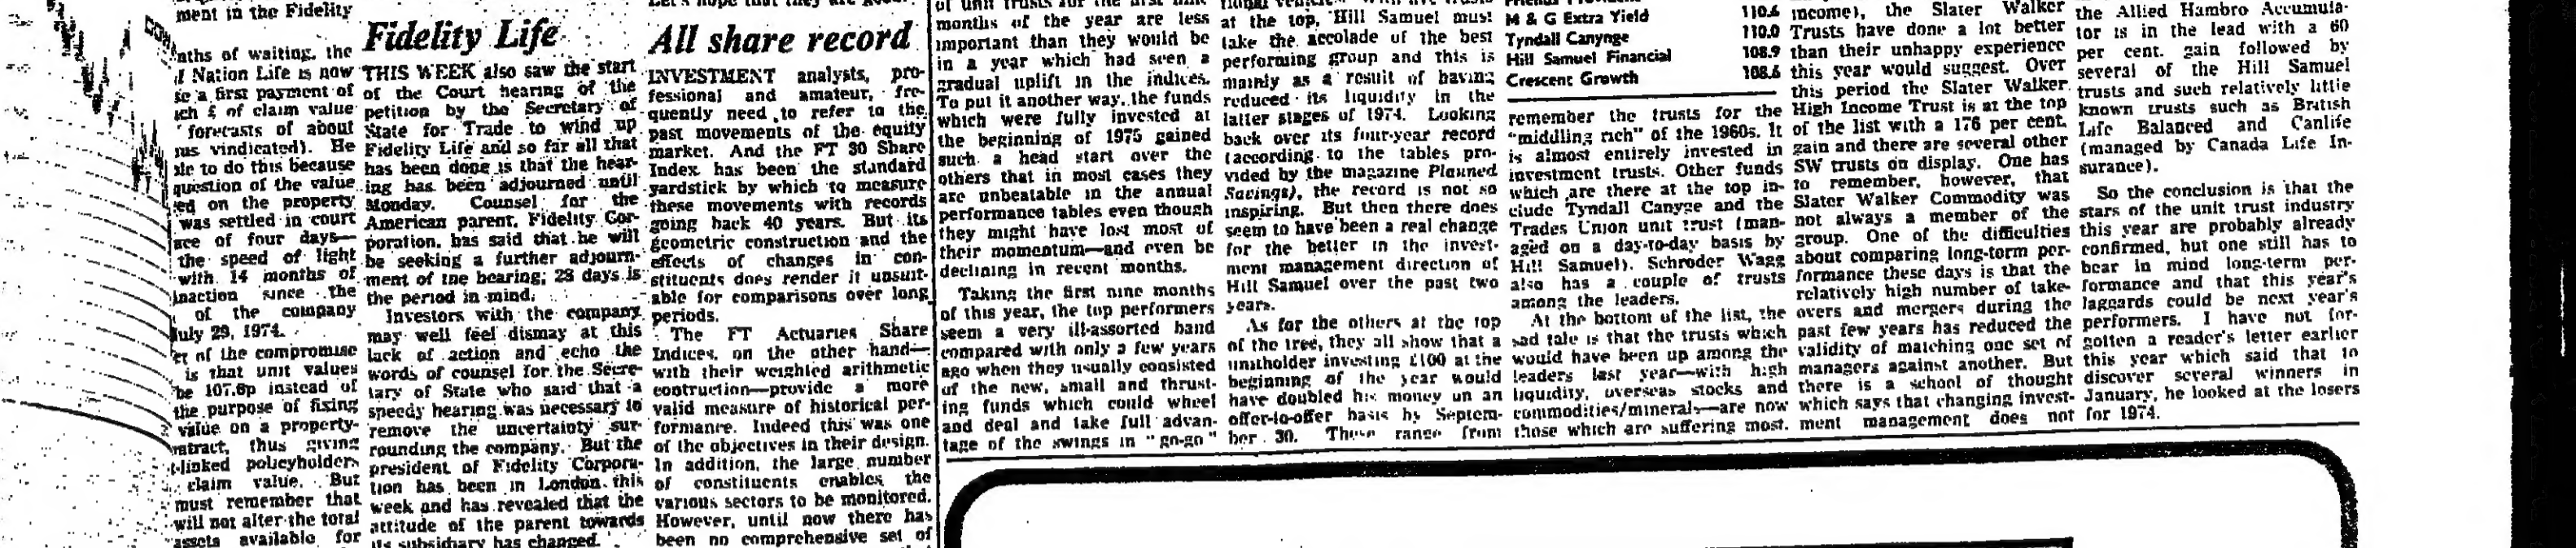 ment in the Fidelity
nths of waiting, the
Nation Life is now
a first payment of
ch £ of claim value
forecasts of about
us vindicated). He
le to do this because
question of the value
ed on the property
was settled in court
ace of four days—
the speed of light
with 14 months of
inaction since the
of the company
July 29, 1974.
ct of the compromise
is that unit values
be 107.6p instead of
the purpose of fixing
value on a property-
ntract, thus giving
t-linked policyholders
claim value. But
must remember that
will not alter the total
assets available for
Fidelity Life
THIS WEEK also saw the start
of the Court hearing of the
petition by the Secretary of
State for Trade to wind up
Fidelity Life and so far all that
has been done is that the hear-
ing has been adjourned until
Monday. Counsel for the
American parent, Fidelity Cor-
poration, has said that he will
be seeking a further adjourn-
ment of the hearing; 28 days is
the period in mind.
Investors with the company
may well feel dismay at this
lack of action and echo the
words of counsel for the Secre-
tary of State who said that a
speedy hearing was necessary to
remove the uncertainty sur-
rounding the company. But the
president of Fidelity Corpora-
tion has been in London this
week and has revealed that the
attitude of the parent towards
its subsidiary has changed.
All share record
INVESTMENT analysts, pro-
fessional and amateur, fre-
quently need to refer to the
past movements of the equity
market. And the FT 30 Share
Index has been the standard
yardstick by which to measure
these movements with records
going back 40 years. But its
geometric construction and the
effects of changes in con-
stituents does render it unsuit-
able for comparisons over long
periods.
The FT Actuaries Share
Indices, on the other hand—
with their weighted arithmetic
contruction—provide a more
valid measure of historical per-
formance. Indeed this was one
of the objectives in their design.
In addition, the large number
of constituents enables the
various sectors to be monitored.
However, until now there has
been no comprehensive set of
of unit trusts for the first nine
months of the year are less
important than they would be
in a year which had seen a
gradual uplift in the indices.
To put it another way, the funds
which were fully invested at
the beginning of 1975 gained
such a head start over the
others that in most cases they
are unbeatable in the annual
performance tables even though
they might have lost most of
their momentum—and even be
declining in recent months.
Taking the first nine months
of this year, the top performers
seem a very ill-assorted band
compared with only a few years
ago when they usually consisted
of the new, small and thrust-
ing funds which could wheel
and deal and take full advan-
tage of the swings in "go-go"
at the top, Hill Samuel must
take the accolade of the best
performing group and this is
mainly as a result of having
reduced its liquidity in the
latter stages of 1974. Looking
back over its four-year record
(according to the tables pro-
vided by the magazine Planned
Savings), the record is not so
inspiring. But then there does
seem to have been a real change
for the better in the invest-
ment management direction of
Hill Samuel over the past two
years.
As for the others at the top
of the tree, they all show that a
unitholder investing £100 at the
beginning of the year would
have doubled his money on an
offer-to-offer basis by Septem-
ber 30. These range from
M & G Extra Yield 110.6
Tyndall Canynge 110.0
Hill Samuel Financial 108.9
Crescent Growth 108.6
remember the trusts for the
"middling rich" of the 1960s. It
is almost entirely invested in
investment trusts. Other funds
which are there at the top in-
clude Tyndall Canyge and the
Trades Union unit trust (man-
aged on a day-to-day basis by
Hill Samuel). Schroder Wagg
also has a couple of trusts
among the leaders.
At the bottom of the list, the
sad tale is that the trusts which
would have been up among the
leaders last year—with high
liquidity, overseas stocks and
commodities/minerals—are now
those which are suffering most.
income), the Slater Walker
Trusts have done a lot better
than their unhappy experience
this year would suggest. Over
this period the Slater Walker
High Income Trust is at the top
of the list with a 176 per cent.
gain and there are several other
SW trusts on display. One has
to remember, however, that
Slater Walker Commodity was
not always a member of the
group. One of the difficulties
about comparing long-term per-
formance these days is that the
relatively high number of take-
overs and mergers during the
past few years has reduced the
validity of matching one set of
managers against another. But
there is a school of thought
which says that changing invest-
ment management does not
the Allied Hambro Accumula-
tor is in the lead with a 60
per cent. gain followed by
several of the Hill Samuel
trusts and such relatively little
known trusts such as British
Life Balanced and Canlife
(managed by Canada Life In-
surance).
So the conclusion is that the
stars of the unit trust industry
this year are probably already
confirmed, but one still has to
bear in mind long-term per-
formance and that this year's
laggards could be next year's
performers. I have not for-
gotten a reader's letter earlier
this year which said that to
discover several winners in
January, he looked at the losers
for 1974.